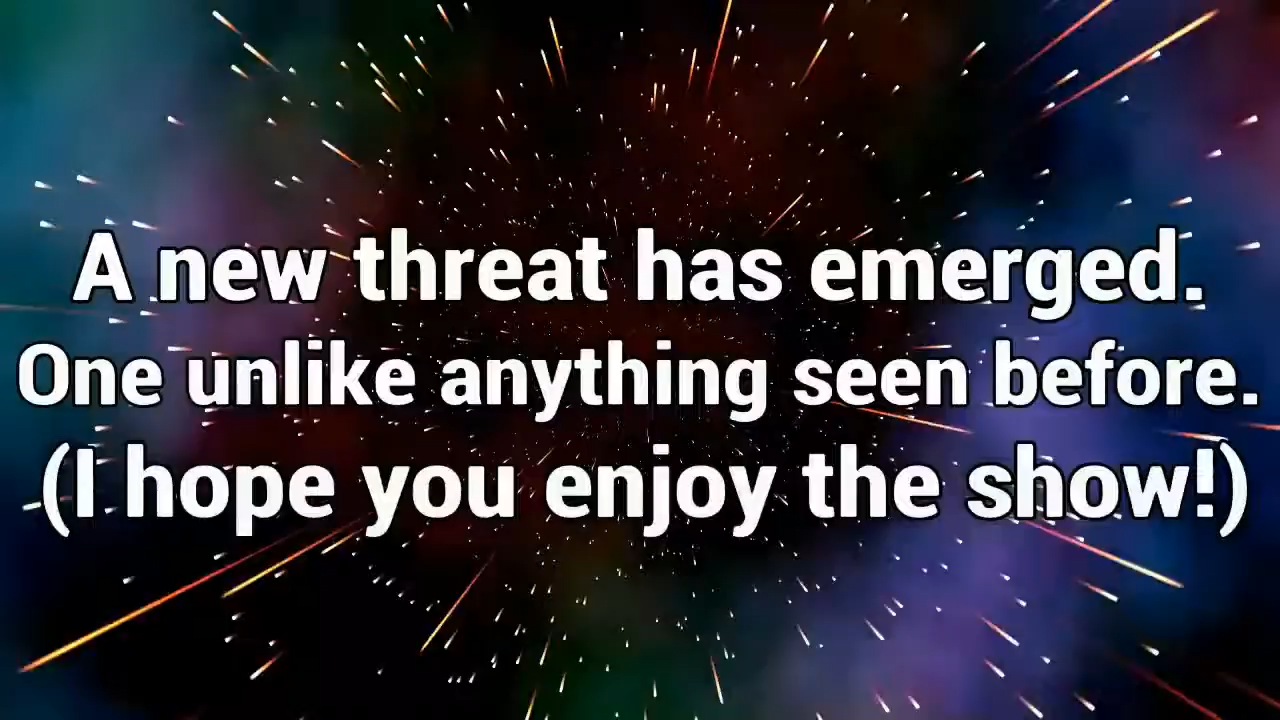 A new threat has emerged.
One unlike anything seen before.
(I hope you enjoy the show!)